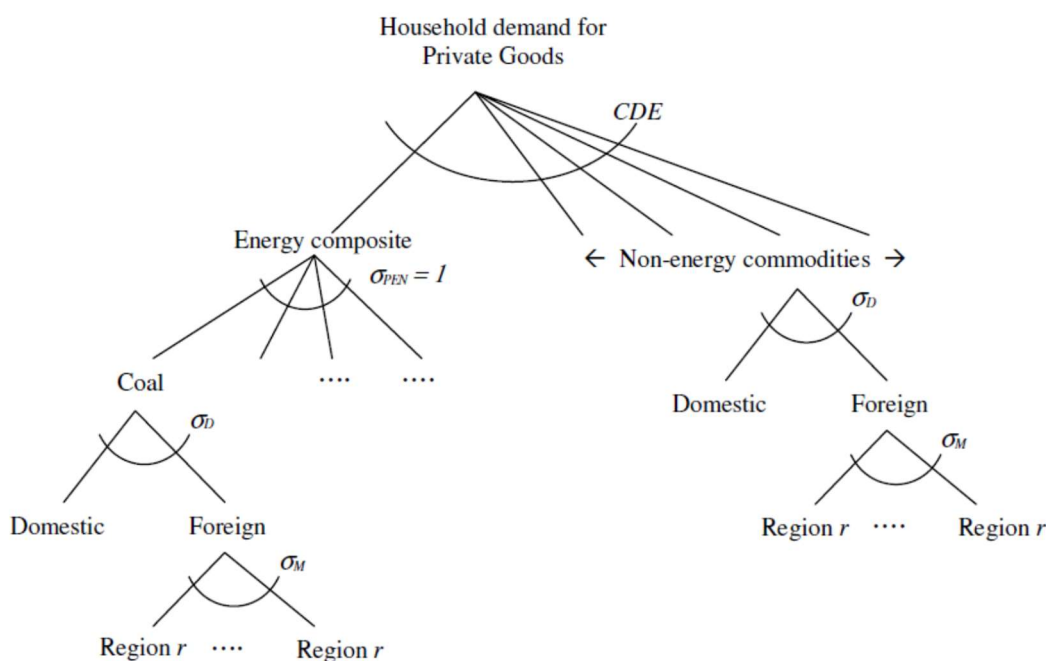 Household demand for
Private Goods
CDE
Energy composite
σPEN = 1
← Non-energy commodities →
σD
Coal
.... ....
Domestic Foreign
σD
σM
Domestic Foreign
Region r .... Region r
σM
Region r .... Region r